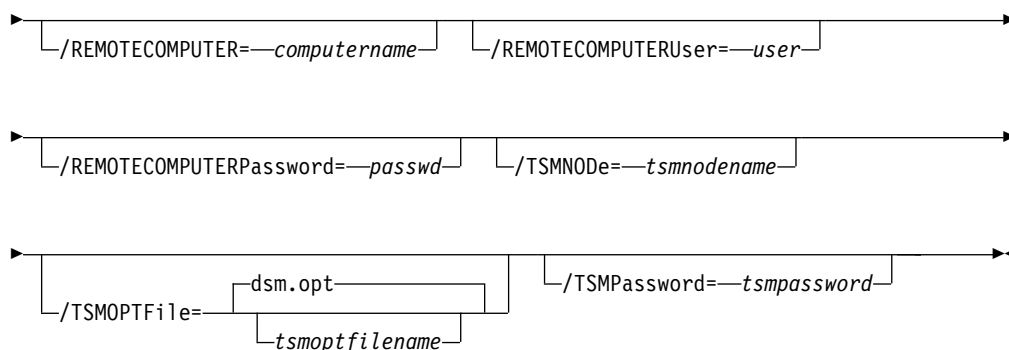 /REMOTECOMPUTER= computername /REMOTECOMPUTERUser= user
/REMOTECOMPUTERPassword= passwd /TSMNODe= tsmnodename
dsm.opt
/TSMOPTFile= tsmoptfilename
/TSMPassword= tsmpassword